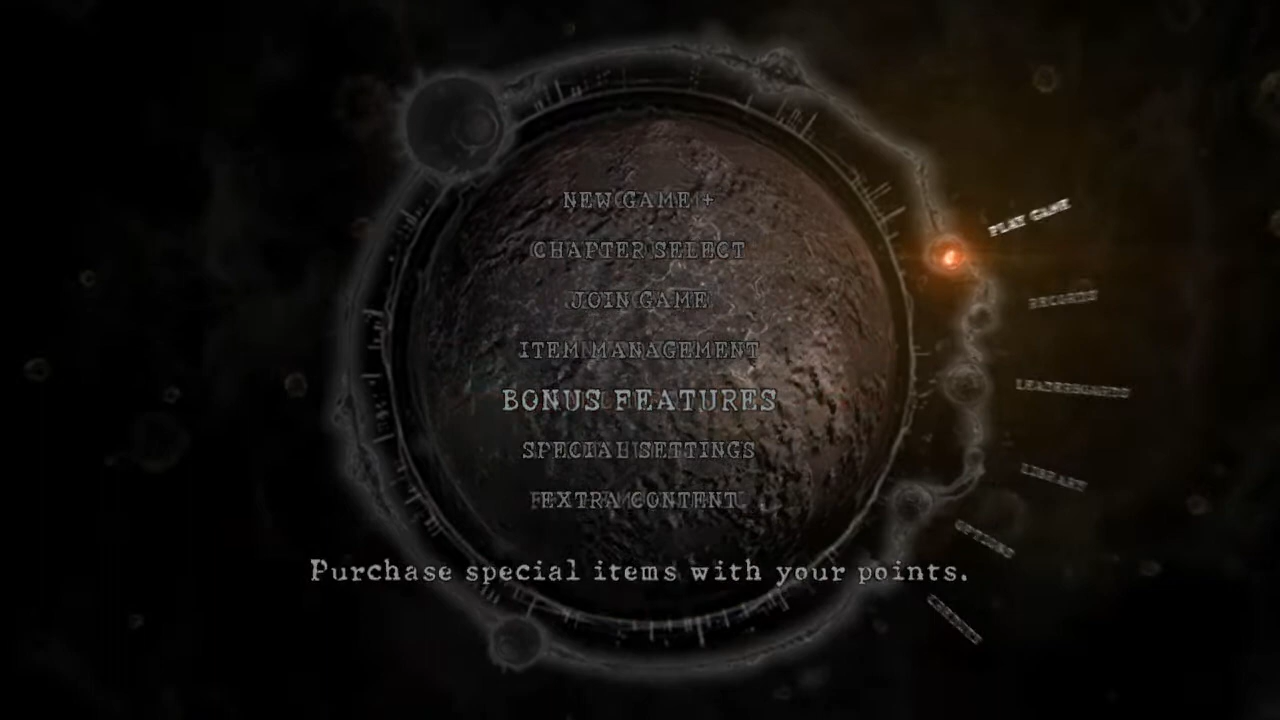 NEW GAME +
CHAPTER SELECT
JOIN GAME
ITEM MANAGEMENT
BONUS FEATURES
SPECIAL SETTINGS
EXTRA CONTENT
Purchase special items with your points.
PLAY GAME
RECORDS
LEADERBOARDS
LIBRARY
OPTIONS